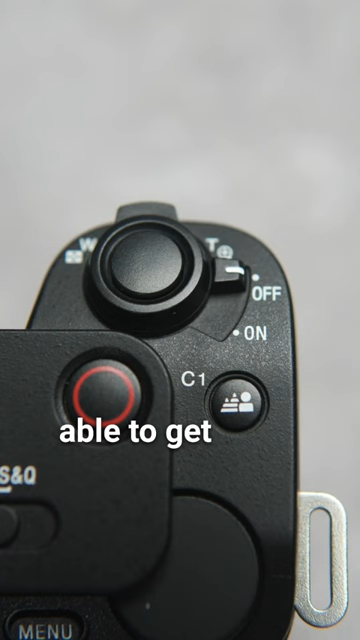 W
T
OFF
ON
C1
able to get
S&Q
MENU